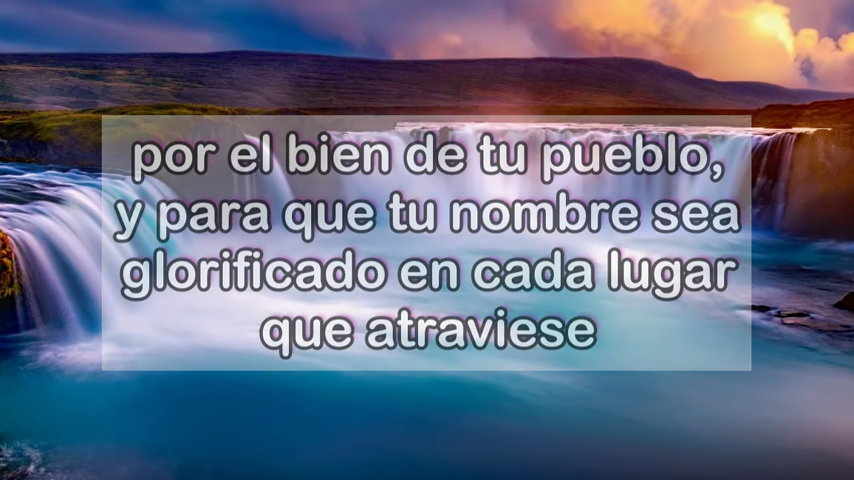 por el bien de tu pueblo,
y para que tu nombre sea
glorificado en cada lugar
que atraviese